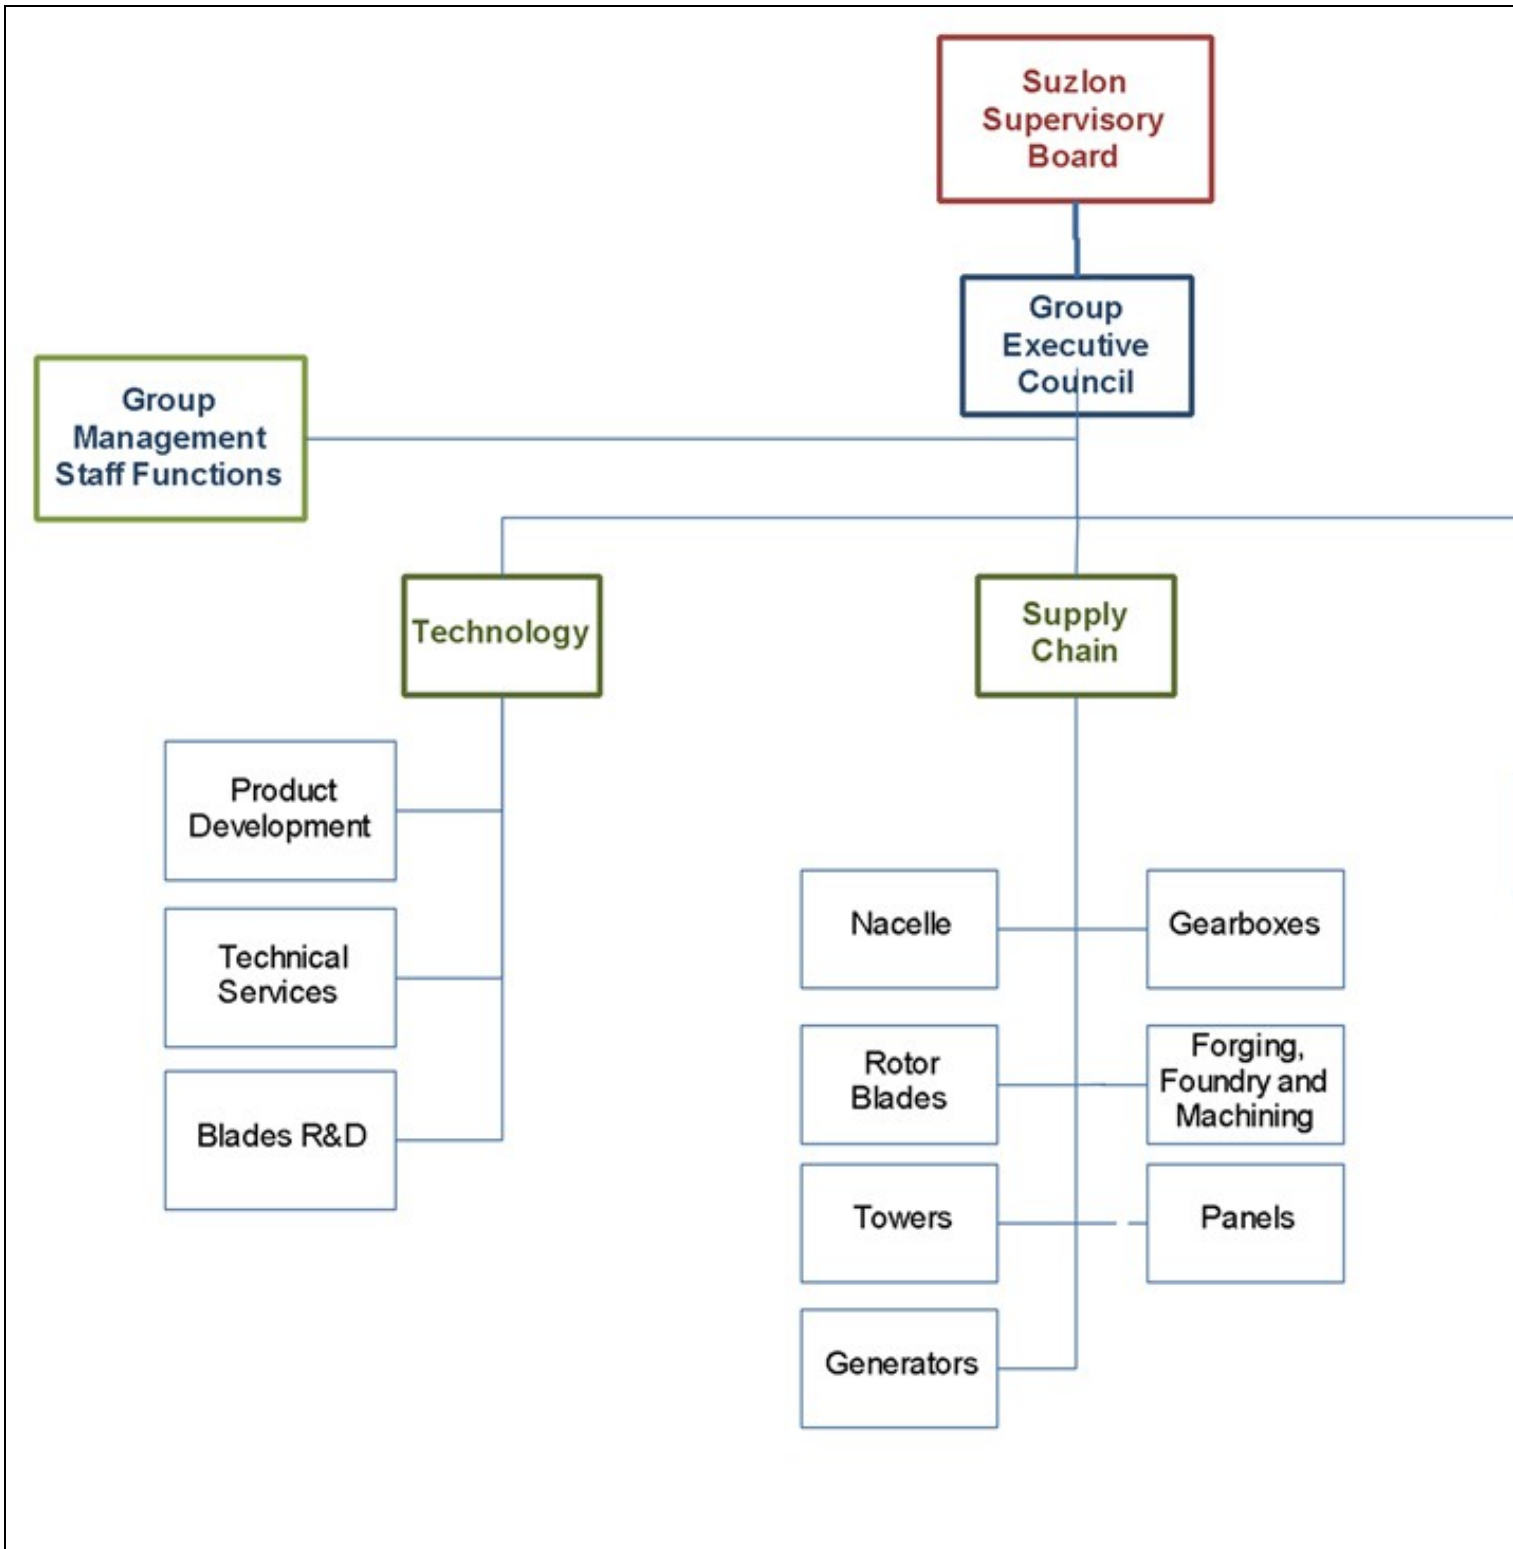 Suzlon
Supervisory
Board
Group
Executive
Council
Group
Management
Staff Functions
Technology
Supply
Chain
Product
Development
Technical
Services
Blades R&D
Nacelle
Gearboxes
Rotor
Blades
Forging,
Foundry and
Machining
Towers
Panels
Generators